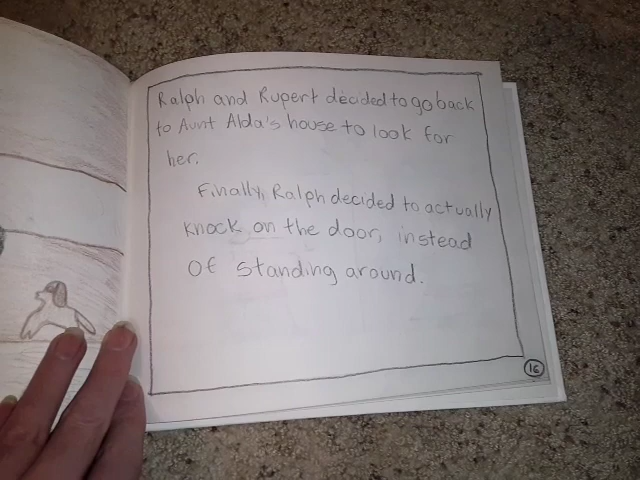 Ralph and Rupert decided to go back
to Aunt Alda's house to look for
her.
Finally, Ralph decided to actually
knock on the door, instead
of standing around.
16